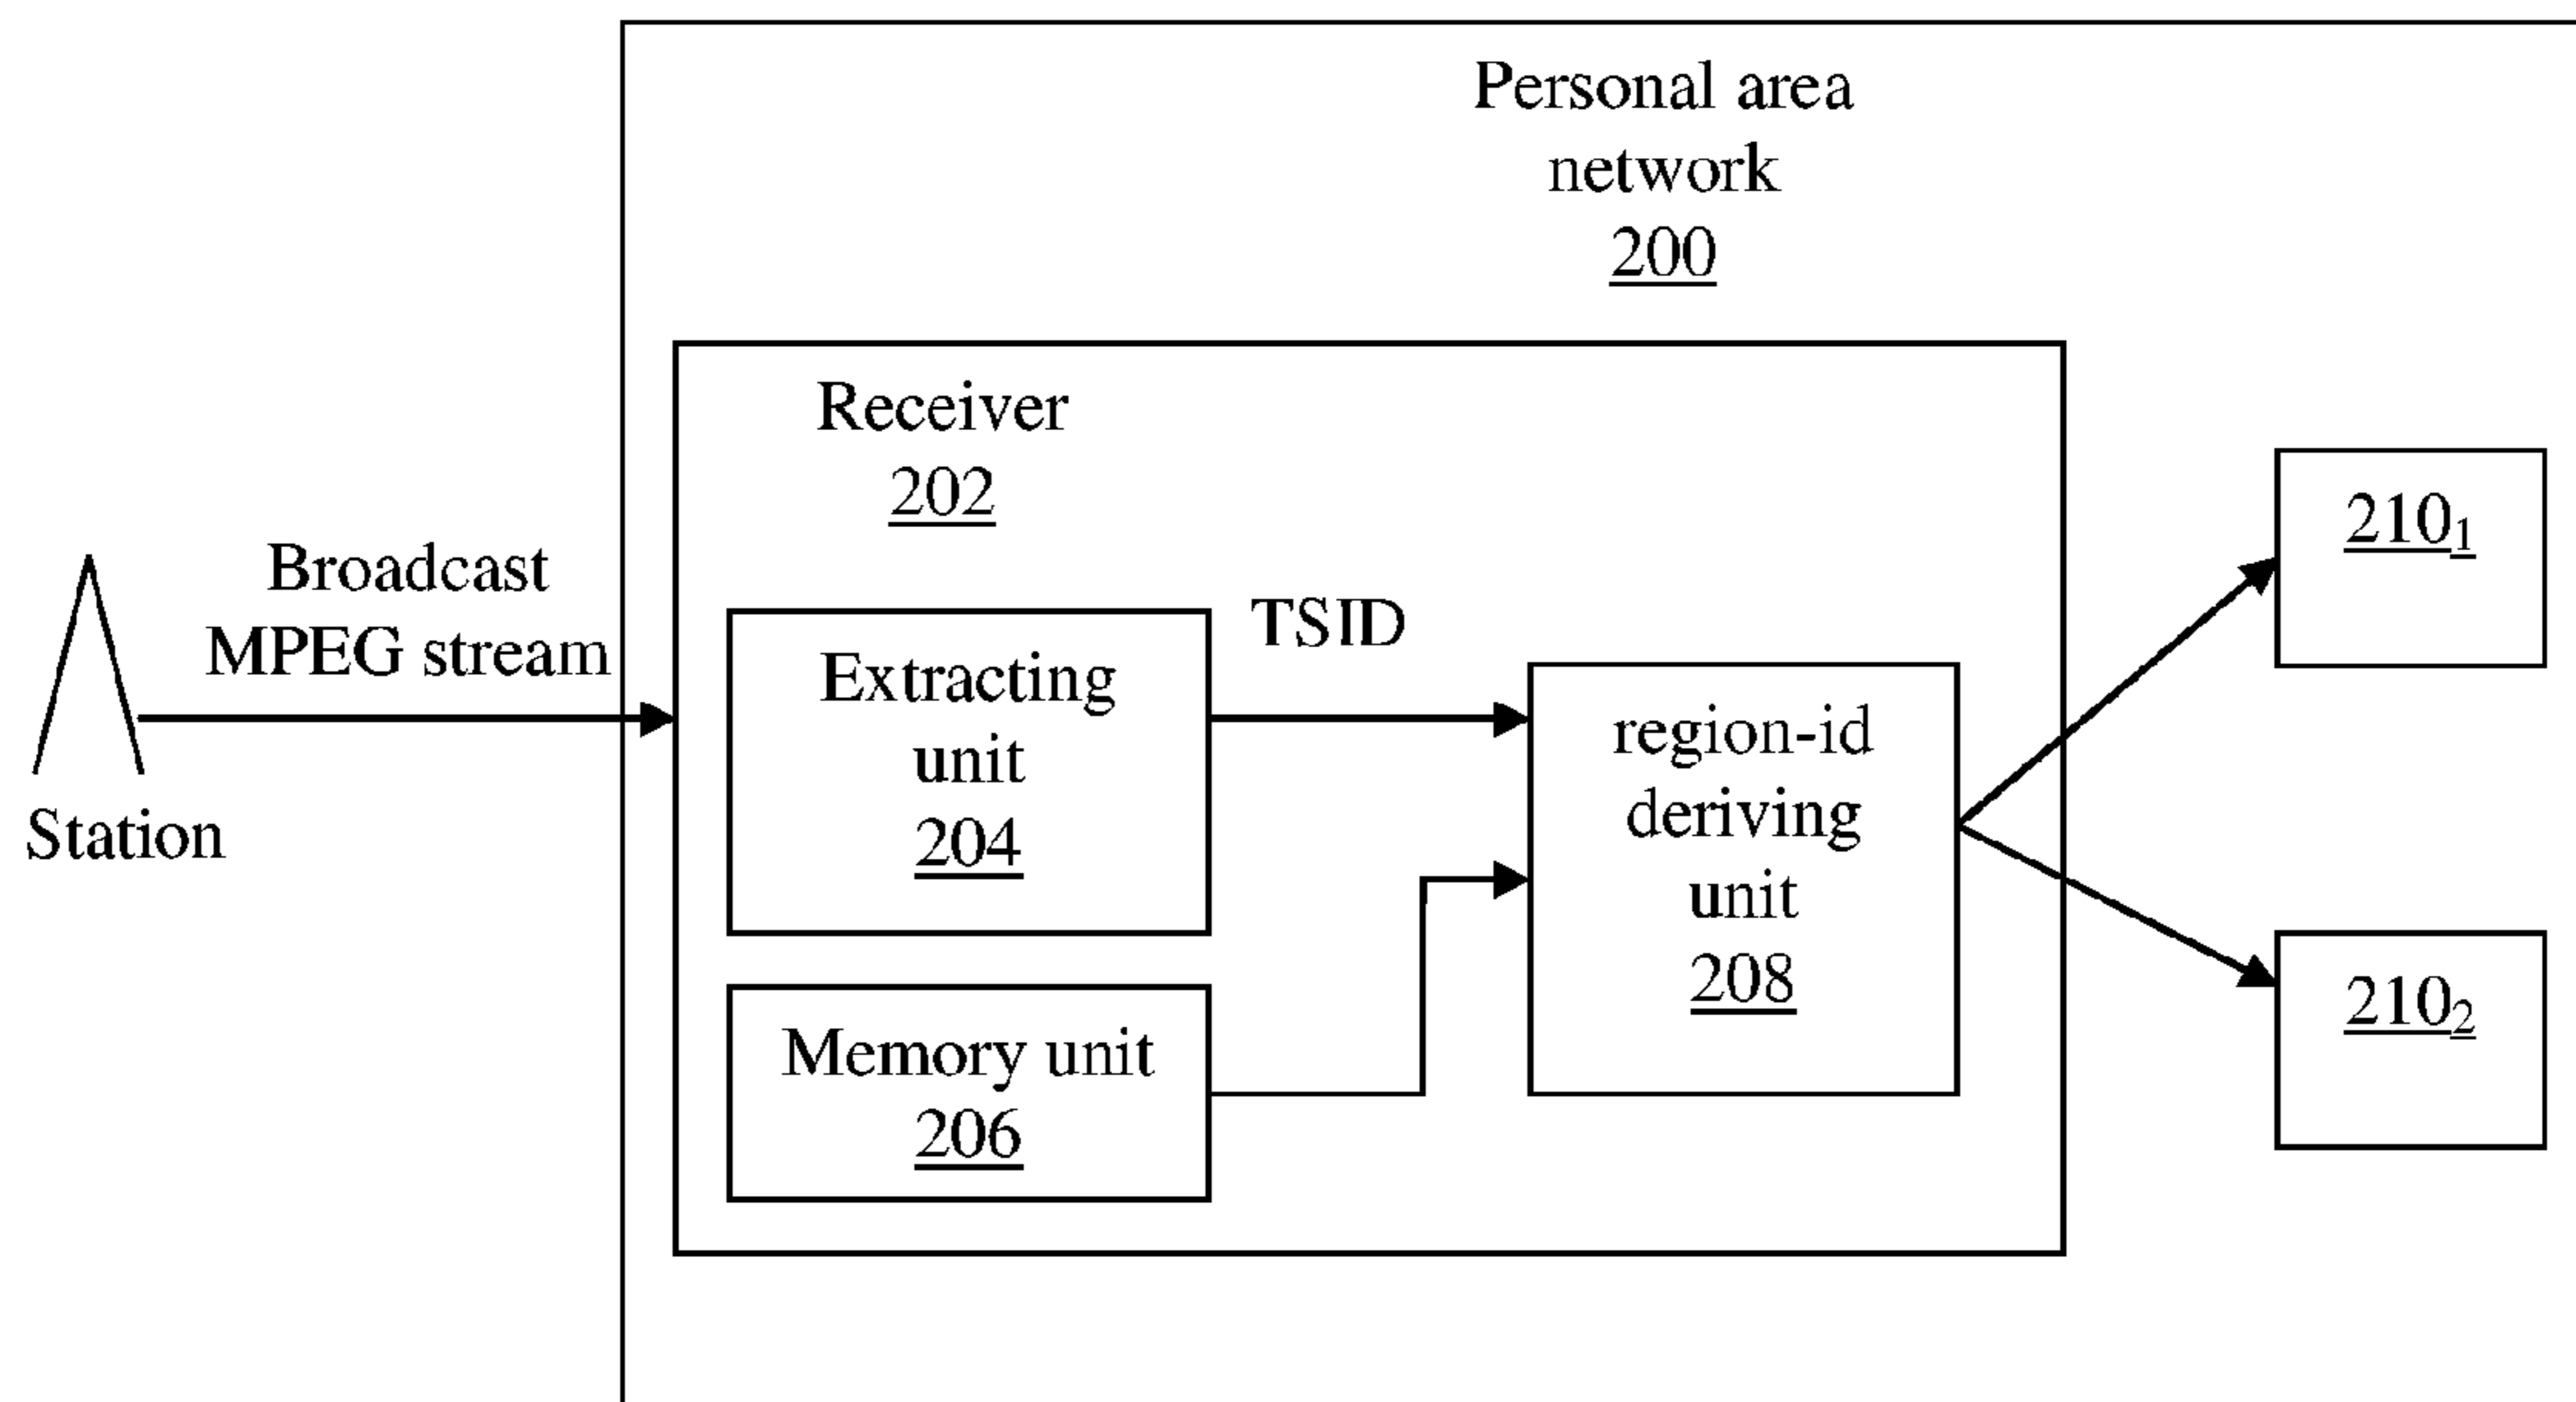 Personal area
network
200
Receiver
202
Broadcast
MPEG stream
Station
Extracting
unit
204
TSID
Memory unit
206
region-id
deriving
unit
208
210₁
210₂